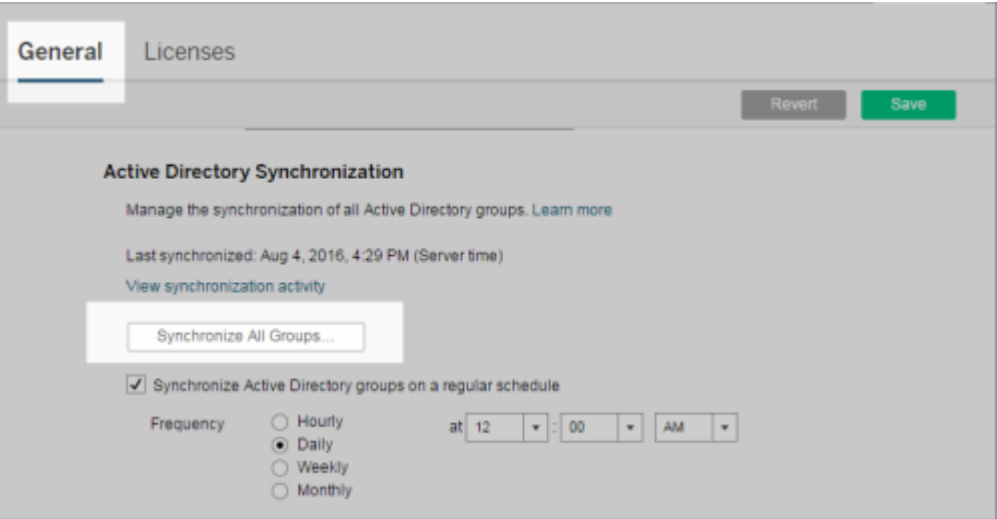 General Licenses
Revert Save
Active Directory Synchronization
Manage the synchronization of all Active Directory groups. Learn more
Last synchronized: Aug 4, 2016, 4:29 PM (Server time)
View synchronization activity
Synchronize All Groups...
Synchronize Active Directory groups on a regular schedule
Frequency Hourly at 12 : 00 AM
Daily
Weekly
Monthly